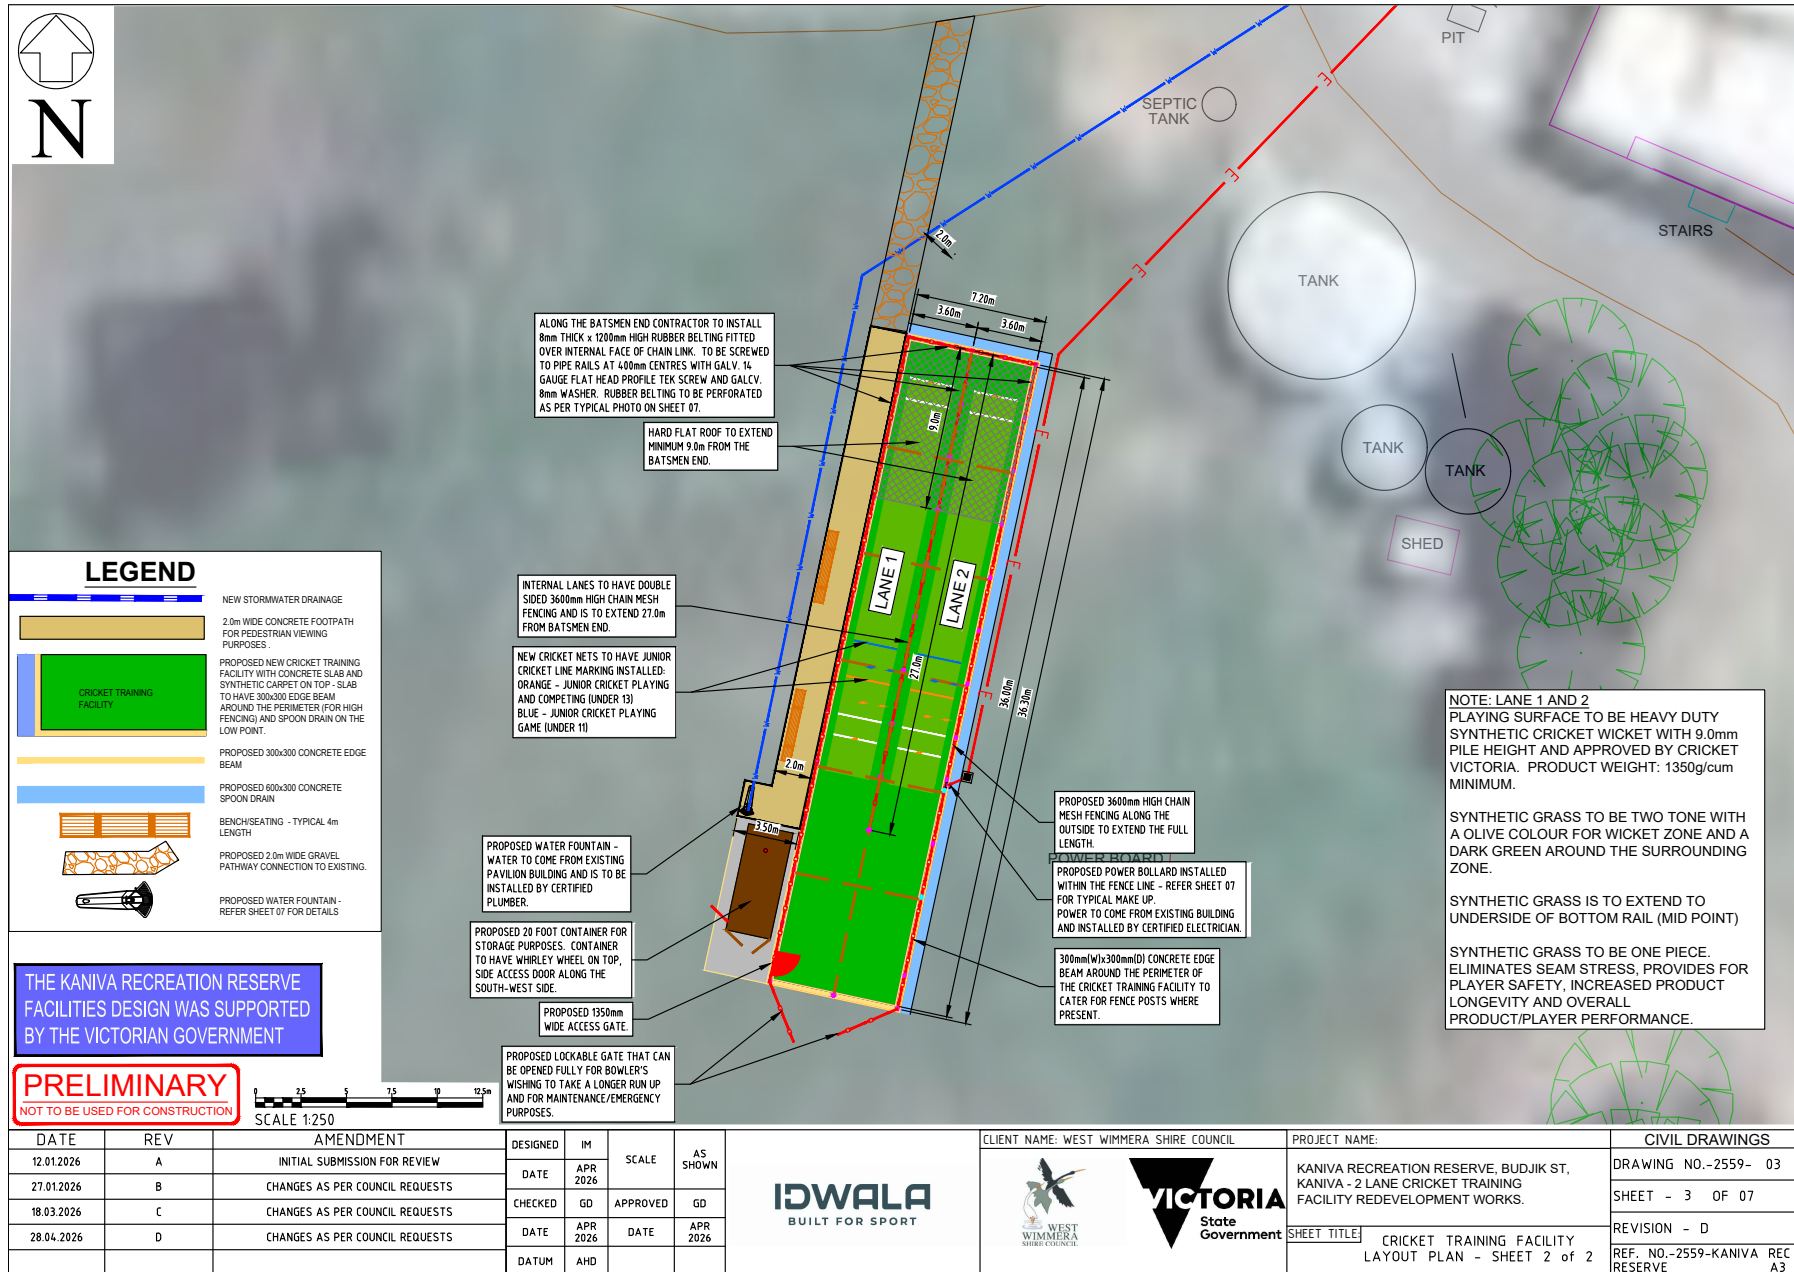 N
PIT
SEPTIC
TANK
STAIRS
TANK
TANK
TANK
SHED
2.0m
7.20m
3.60m
3.60m
9.0m
LANE 1
LANE 2
27.0m
36.00m
36.30m
2.0m
3.50m
ALONG THE BATSMEN END CONTRACTOR TO INSTALL
8mm THICK x 1200mm HIGH RUBBER BELTING FITTED
OVER INTERNAL FACE OF CHAIN LINK. TO BE SCREWED
TO PIPE RAILS AT 400mm CENTRES WITH GALV. 14
GAUGE FLAT HEAD PROFILE TEK SCREW AND GALCV.
8mm WASHER. RUBBER BELTING TO BE PERFORATED
AS PER TYPICAL PHOTO ON SHEET 07.
HARD FLAT ROOF TO EXTEND
MINIMUM 9.0m FROM THE
BATSMEN END.
INTERNAL LANES TO HAVE DOUBLE
SIDED 3600mm HIGH CHAIN MESH
FENCING AND IS TO EXTEND 27.0m
FROM BATSMEN END.
NEW CRICKET NETS TO HAVE JUNIOR
CRICKET LINE MARKING INSTALLED:
ORANGE - JUNIOR CRICKET PLAYING
AND COMPETING (UNDER 13)
BLUE - JUNIOR CRICKET PLAYING
GAME (UNDER 11)
PROPOSED WATER FOUNTAIN -
WATER TO COME FROM EXISTING
PAVILION BUILDING AND IS TO BE
INSTALLED BY CERTIFIED
PLUMBER.
PROPOSED 20 FOOT CONTAINER FOR
STORAGE PURPOSES. CONTAINER
TO HAVE WHIRLEY WHEEL ON TOP,
SIDE ACCESS DOOR ALONG THE
SOUTH-WEST SIDE.
PROPOSED 1350mm
WIDE ACCESS GATE.
PROPOSED LOCKABLE GATE THAT CAN
BE OPENED FULLY FOR BOWLER'S
WISHING TO TAKE A LONGER RUN UP
AND FOR MAINTENANCE/EMERGENCY
PURPOSES.
PROPOSED 3600mm HIGH CHAIN
MESH FENCING ALONG THE
OUTSIDE TO EXTEND THE FULL
LENGTH.
POWER BOARD
PROPOSED POWER BOLLARD INSTALLED
WITHIN THE FENCE LINE - REFER SHEET 07
FOR TYPICAL MAKE UP.
POWER TO COME FROM EXISTING BUILDING
AND INSTALLED BY CERTIFIED ELECTRICIAN.
300mm(W)x300mm(D) CONCRETE EDGE
BEAM AROUND THE PERIMETER OF
THE CRICKET TRAINING FACILITY TO
CATER FOR FENCE POSTS WHERE
PRESENT.
NOTE: LANE 1 AND 2
PLAYING SURFACE TO BE HEAVY DUTY
SYNTHETIC CRICKET WICKET WITH 9.0mm
PILE HEIGHT AND APPROVED BY CRICKET
VICTORIA. PRODUCT WEIGHT: 1350g/cum
MINIMUM.
SYNTHETIC GRASS TO BE TWO TONE WITH
A OLIVE COLOUR FOR WICKET ZONE AND A
DARK GREEN AROUND THE SURROUNDING
ZONE.
SYNTHETIC GRASS IS TO EXTEND TO
UNDERSIDE OF BOTTOM RAIL (MID POINT)
SYNTHETIC GRASS TO BE ONE PIECE.
ELIMINATES SEAM STRESS, PROVIDES FOR
PLAYER SAFETY, INCREASED PRODUCT
LONGEVITY AND OVERALL
PRODUCT/PLAYER PERFORMANCE.
LEGEND
NEW STORMWATER DRAINAGE
2.0m WIDE CONCRETE FOOTPATH
FOR PEDESTRIAN VIEWING
PURPOSES .
CRICKET TRAINING
FACILITY
PROPOSED NEW CRICKET TRAINING
FACILITY WITH CONCRETE SLAB AND
SYNTHETIC CARPET ON TOP - SLAB
TO HAVE 300x300 EDGE BEAM
AROUND THE PERIMETER (FOR HIGH
FENCING) AND SPOON DRAIN ON THE
LOW POINT.
PROPOSED 300x300 CONCRETE EDGE
BEAM
PROPOSED 600x300 CONCRETE
SPOON DRAIN
BENCH/SEATING - TYPICAL 4m
LENGTH
PROPOSED 2.0m WIDE GRAVEL
PATHWAY CONNECTION TO EXISTING.
PROPOSED WATER FOUNTAIN -
REFER SHEET 07 FOR DETAILS
THE KANIVA RECREATION RESERVE
FACILITIES DESIGN WAS SUPPORTED
BY THE VICTORIAN GOVERNMENT
PRELIMINARY
NOT TO BE USED FOR CONSTRUCTION
0 2.5 5 7.5 10 12.5m
SCALE 1:250
DATE REV AMENDMENT
12.01.2026 A INITIAL SUBMISSION FOR REVIEW
27.01.2026 B CHANGES AS PER COUNCIL REQUESTS
18.03.2026 C CHANGES AS PER COUNCIL REQUESTS
28.04.2026 D CHANGES AS PER COUNCIL REQUESTS
DESIGNED IM SCALE AS SHOWN
DATE APR 2026
CHECKED GD APPROVED GD
DATE APR 2026 DATE APR 2026
DATUM AHD
IDWALA
BUILT FOR SPORT
CLIENT NAME: WEST WIMMERA SHIRE COUNCIL
WEST
WIMMERA
SHIRE COUNCIL
VICTORIA
State
Government
PROJECT NAME:
KANIVA RECREATION RESERVE, BUDJIK ST,
KANIVA - 2 LANE CRICKET TRAINING
FACILITY REDEVELOPMENT WORKS.
SHEET TITLE:
CRICKET TRAINING FACILITY
LAYOUT PLAN - SHEET 2 of 2
CIVIL DRAWINGS
DRAWING NO.-2559- 03
SHEET - 3 OF 07
REVISION - D
REF. NO.-2559-KANIVA REC
RESERVE A3